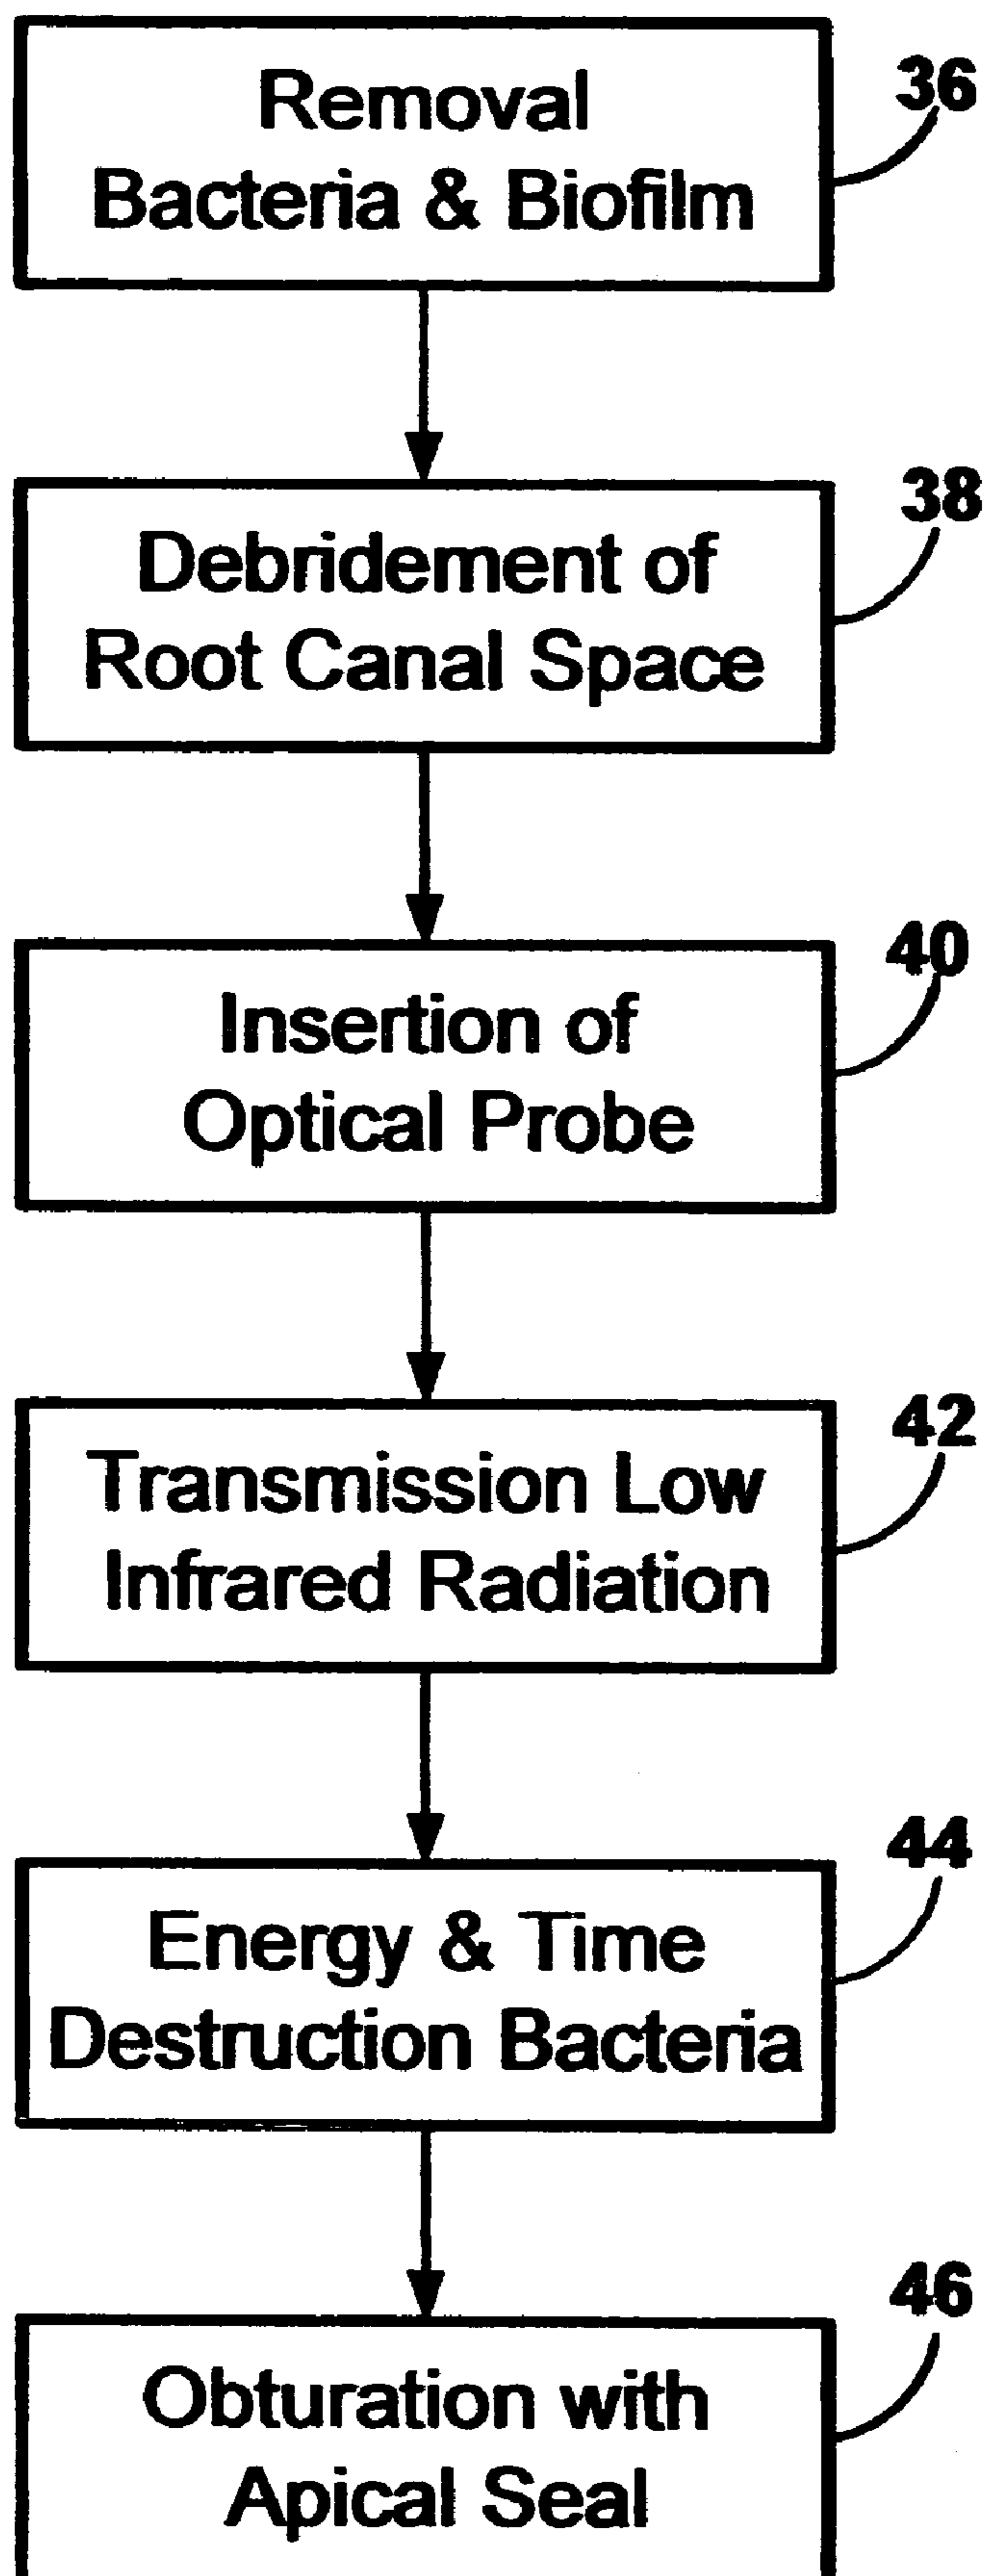 Removal
Bacteria & Biofilm
36
Debridement of
Root Canal Space
38
Insertion of
Optical Probe
40
Transmission Low
Infrared Radiation
42
Energy & Time
Destruction Bacteria
44
Obturation with
Apical Seal
46